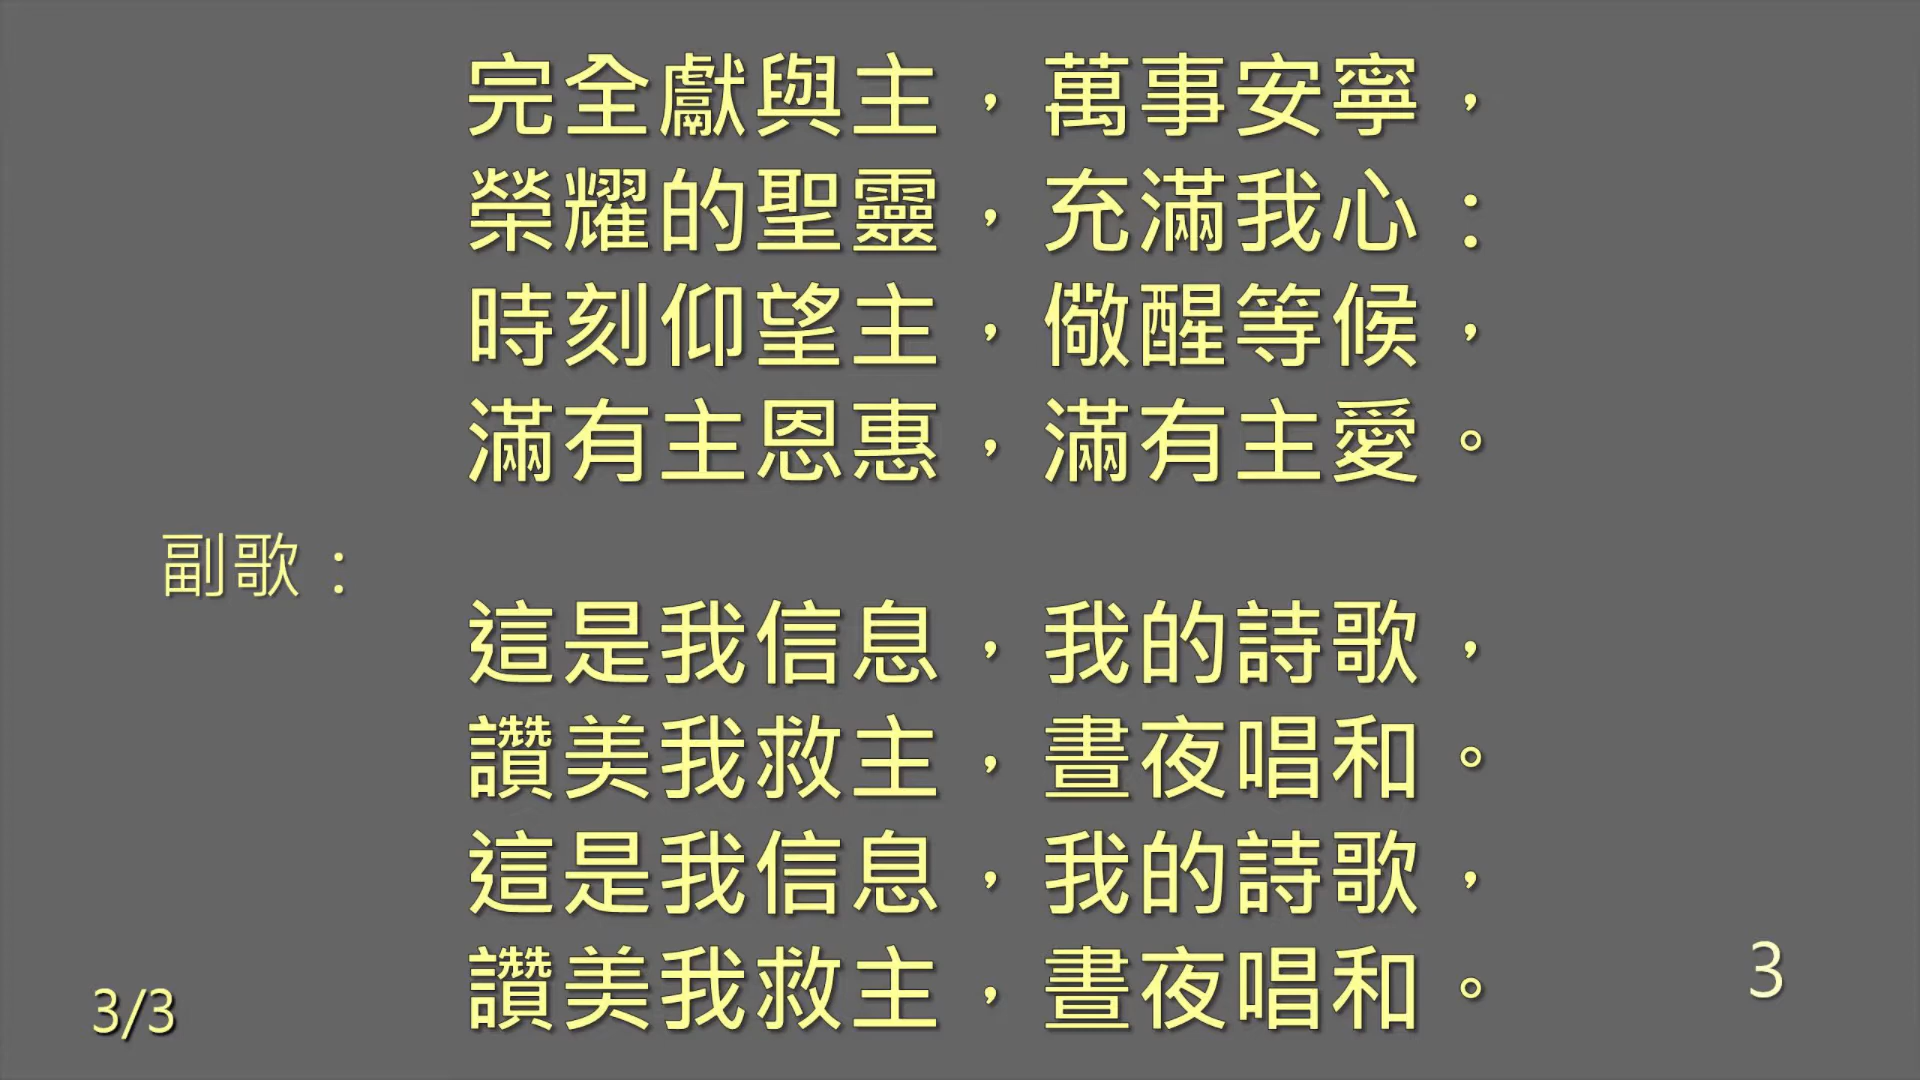 完全獻與主，萬事安寧，
榮耀的聖靈，充滿我心：
時刻仰望主，儆醒等候，
滿有主恩惠，滿有主愛。
副歌：
這是我信息，我的詩歌，
讚美我救主，晝夜唱和。
這是我信息，我的詩歌，
讚美我救主，晝夜唱和。
3/3
3